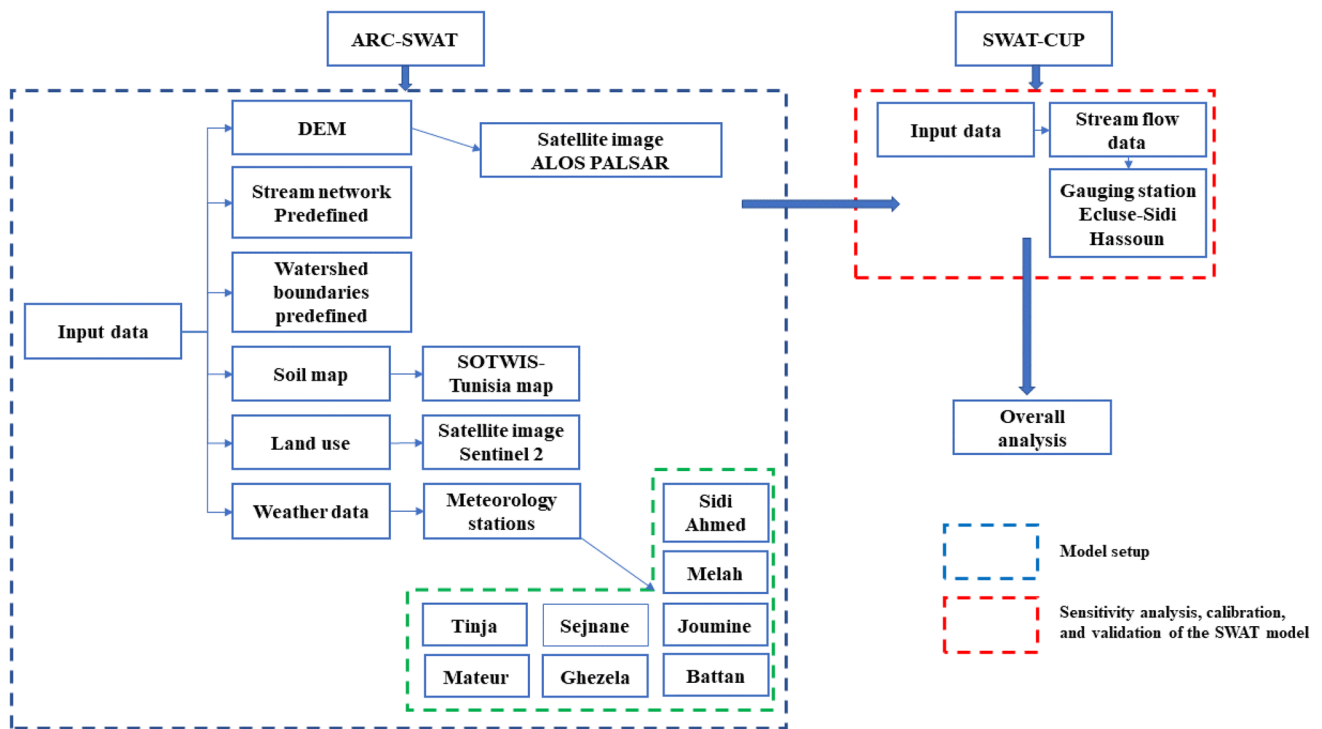 ARC-SWAT
SWAT-CUP
DEM
Satellite image
ALOS PALSAR
Stream network
Predefined
Watershed
boundaries
predefined
Input data
Soil map
SOTWIS-
Tunisia map
Land use
Satellite image
Sentinel 2
Weather data
Meteorology
stations
Sidi
Ahmed
Melah
Tinja
Sejnane
Joumine
Mateur
Ghezela
Battan
Input data
Stream flow
data
Gauging station
Ecluse-Sidi
Hassoun
Overall
analysis
Model setup
Sensitivity analysis, calibration,
and validation of the SWAT model